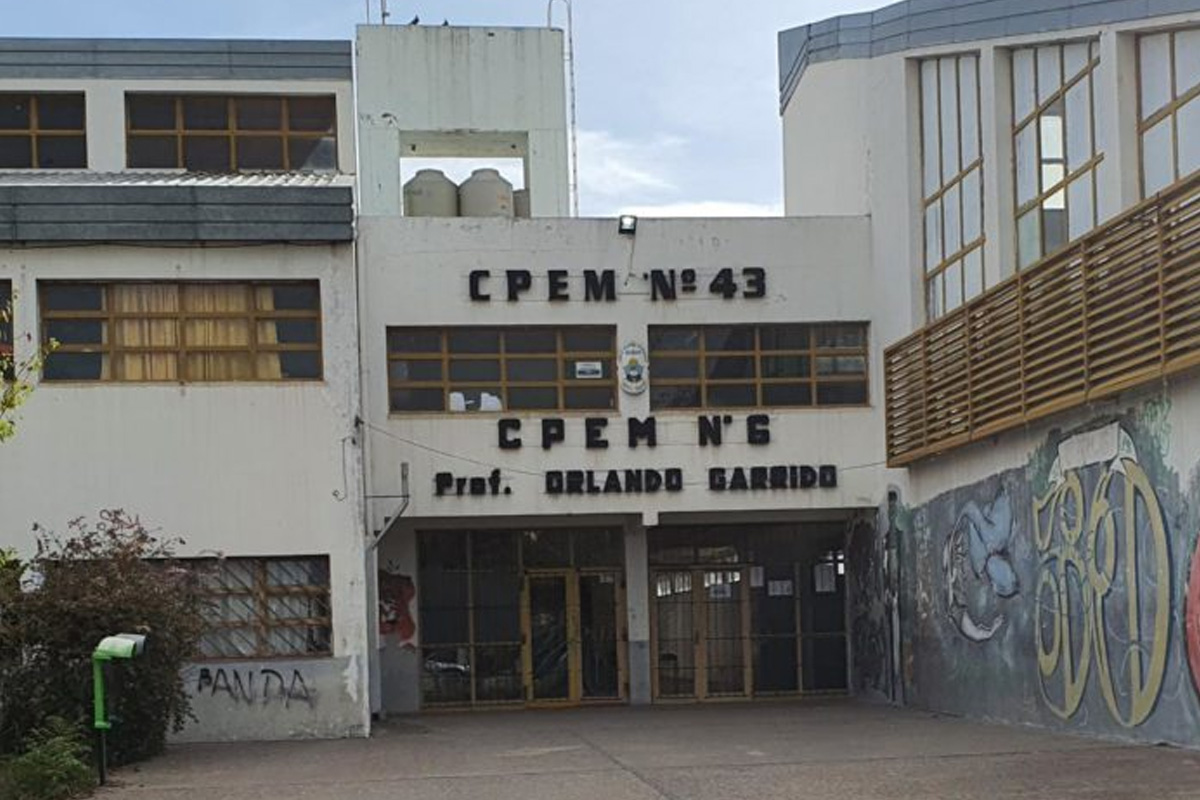 CPEM Nº 43
CPEM Nº 6
Prof. ORLANDO GARRIDO
PANDA